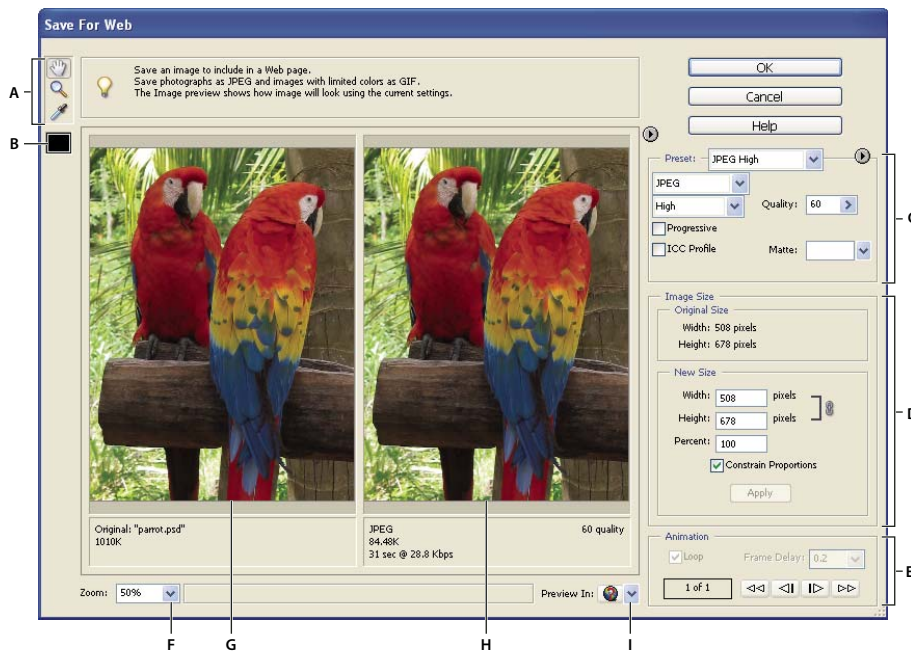 Save For Web
A
B
Save an image to include in a Web page.
Save photographs as JPEG and images with limited colors as GIF.
The Image preview shows how image will look using the current settings.
OK
Cancel
Help
Preset: JPEG High
JPEG
High Quality: 60
Progressive
ICC Profile Matte:
Image Size
Original Size
Width: 508 pixels
Height: 678 pixels
D
New Size
Width: 508 pixels
Height: 678 pixels
Percent: 100
Constrain Proportions
Apply
Original: "parrot.psd"
1010K
JPEG 60 quality
84.48K
31 sec @ 28.8 Kbps
Animation
Loop Frame Delay: 0.2
E
1 of 1
Zoom: 50%
Preview In:
F
G
H
I